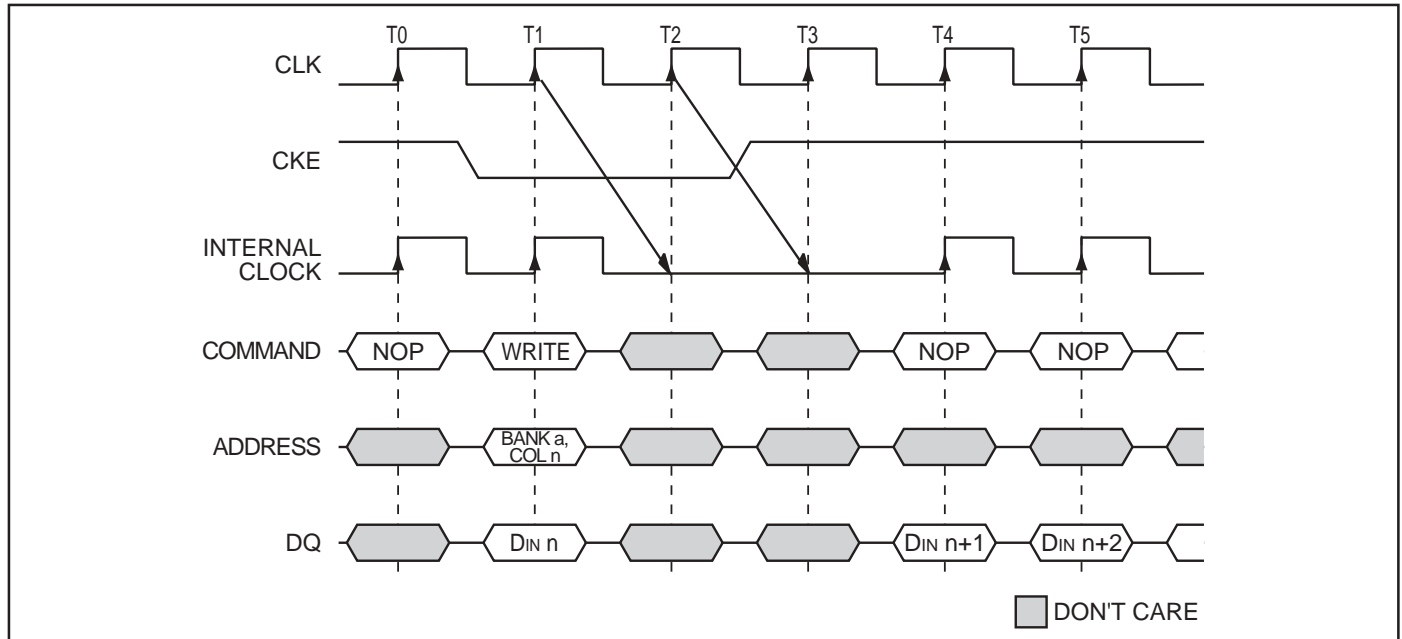 T0 T1 T2 T3 T4 T5
CLK
CKE
INTERNAL
CLOCK
COMMAND NOP WRITE NOP NOP
ADDRESS BANK a,
COL n
DQ DIN n DIN n+1 DIN n+2
DON'T CARE